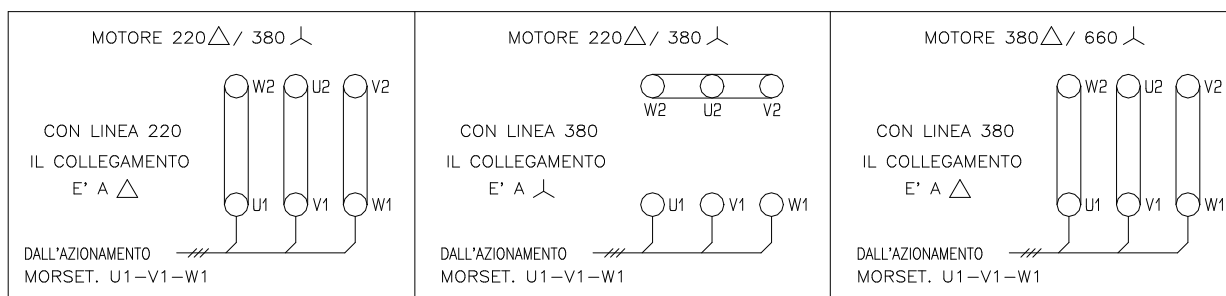 MOTORE 220△/ 380⅄
W2 U2 V2
CON LINEA 220
IL COLLEGAMENTO
E' A △
U1 V1 W1
DALL'AZIONAMENTO
MORSET. U1-V1-W1
MOTORE 220△/ 380⅄
W2 U2 V2
CON LINEA 380
IL COLLEGAMENTO
E' A ⅄
U1 V1 W1
DALL'AZIONAMENTO
MORSET. U1-V1-W1
MOTORE 380△/ 660⅄
W2 U2 V2
CON LINEA 380
IL COLLEGAMENTO
E' A △
U1 V1 W1
DALL'AZIONAMENTO
MORSET. U1-V1-W1